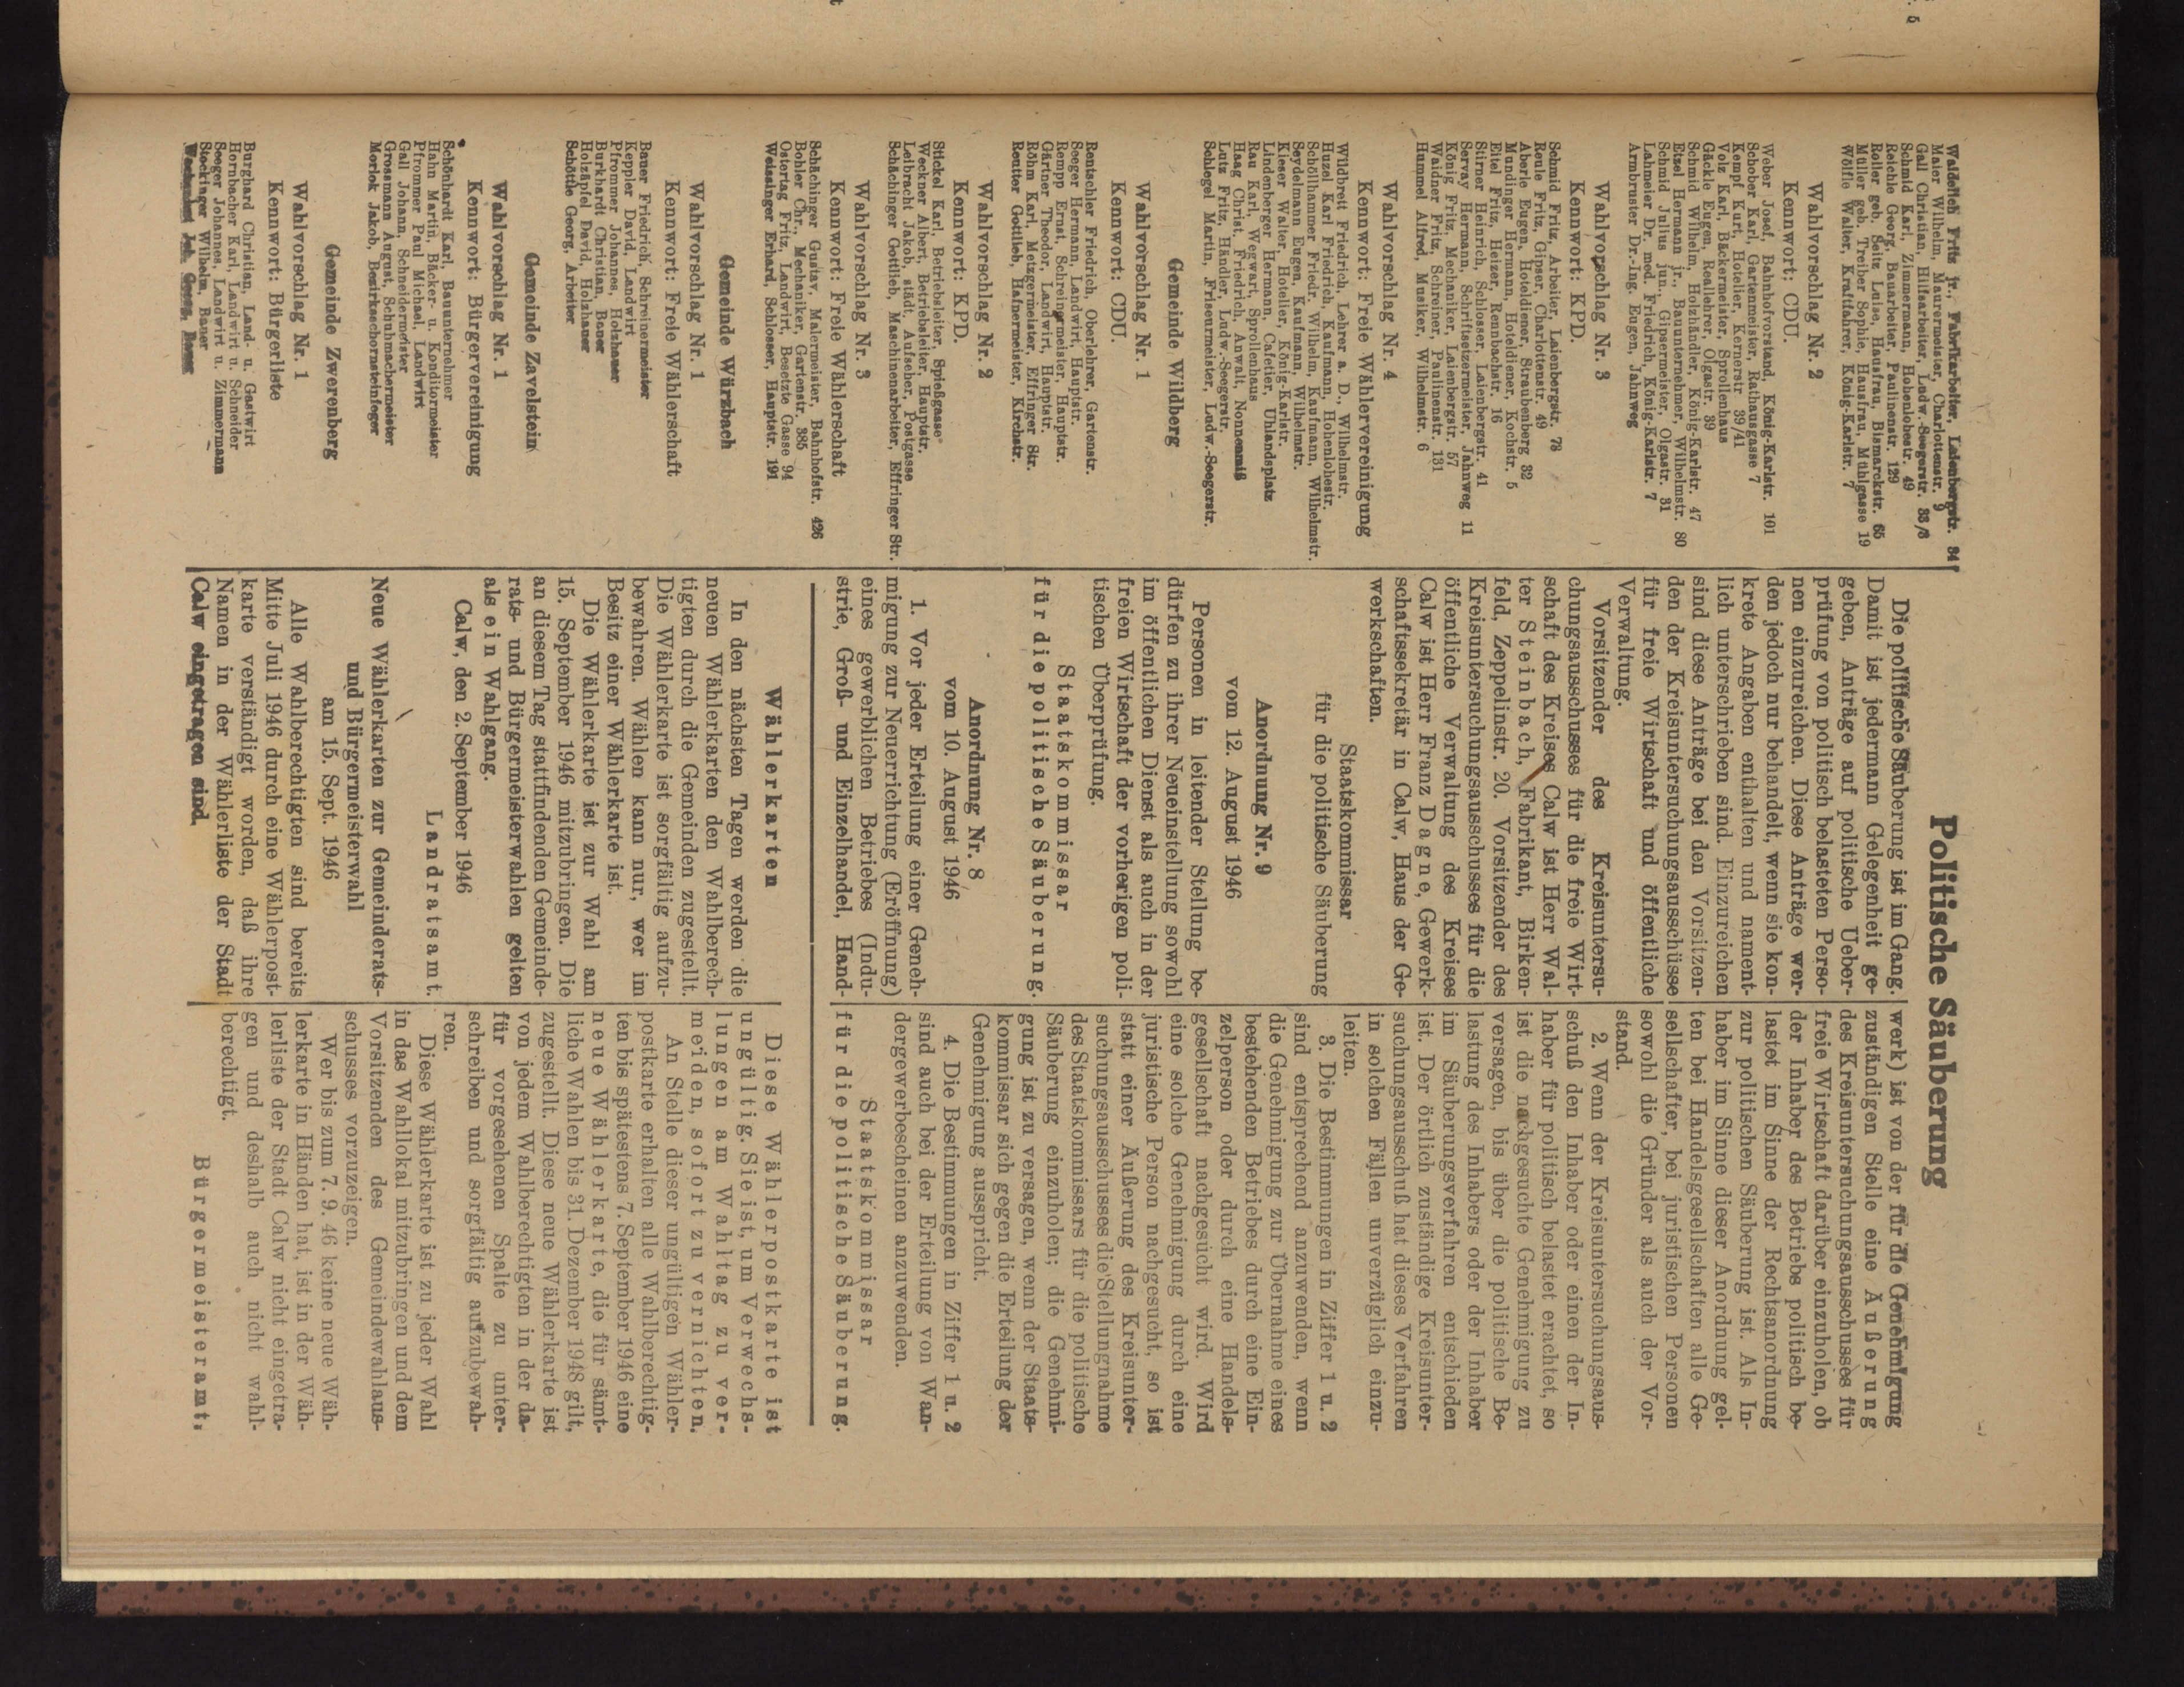 Waldelich Fritz jr., Fabrikarbeiter, Laienbergstr. 84
Maier Wilhelm, Maurermeister, Charlottenstr. 9
Gall Christian, Hilfsarbeiter, Ludw.-Seegerstr. 33/8
Schmid Karl, Zimmermann, Hohenlohestr. 49
Reichle Georg, Bauarbeiter, Paulinenstr. 129
Roller geb. Seitz Luise, Hausfrau, Bismarckstr. 65
Müller geb. Treiber Sophie, Hausfrau, Mühlgasse 19
Wölfle Walter, Kraftfahrer, König-Karlstr. 7
Wahlvorschlag Nr. 2
Kennwort: CDU.
Weber Josef, Bahnhofvorstand, König-Karlstr. 101
Schober Karl, Gartenmeister, Rathausgasse 7
Kempf Kurt, Hotelier, Kernerstr 39/41
Volz Karl, Bäckermeister, Sprollenhaus
Gäckle Eugen, Reallehrer, Olgastr. 39
Schmid Wilhelm, Holzhändler, König-Karlstr. 47
Etzel Hermann jr., Bauunternehmer, Wilhelmstr. 80
Schmid Julius jun., Gipsermeister, Olgastr. 31
Lahmeier Dr. med. Friedrich, König-Karlstr. 7
Armbruster Dr.-Ing. Eugen, Jahnweg
Wahlvorschlag Nr. 3
Kennwort: KPD.
Schmid Fritz, Arbeiter, Laienbergstr. 78
Reule Fritz, Gipser, Charlottenstr. 49
Aberle Eugen, Hoteldiener, Straubenberg 32
Mundinger Hermann, Hoteldiener, Kochstr. 5
Eitel Fritz, Heizer, Rennbachstr. 16
Stirner Heinrich, Schlosser, Laienbergstr. 41
Servay Hermann, Schriftsetzermeister, Jahnweg 11
König Fritz, Mechaniker, Laienbergstr. 57
Waidner Fritz, Schreiner, Paulinenstr. 131
Hummel Alfred, Musiker, Wilhelmstr. 6
Wahlvorschlag Nr. 4
Kennwort: Freie Wählervereinigung
Wildbrett Friedrich, Lehrer a. D., Wilhelmstr.
Huzel Karl Friedrich, Kaufmann, Hohenlohestr.
Schöllhammer Friedr. Wilhelm, Kaufmann, Wilhelmstr.
Seydelmann Eugen, Kaufmann, Wilhelmstr.
Kieser Walter, Hotelier, König-Karlstr.
Lindenberger Hermann, Cafetier, Uhlandsplatz
Rau Karl, Wegwart, Sprollenhaus
Haag Christ. Friedrich, Anwalt, Nonnenmiß
Lutz Fritz, Händler, Ludw.-Seegerstr.
Schlegel Martin, Friseurmeister, Ludw.-Seegerstr.
Gemeinde Wildberg
Wahlvorschlag Nr. 1
Kennwort: CDU.
Rentschler Friedrich, Oberlehrer, Gartenstr.
Seeger Hermann, Landwirt, Hauptstr.
Rempp Ernst, Schreinermeister, Hauptstr.
Gärtner Theodor, Landwirt, Hauptstr.
Röhm Karl, Metzgermeister, Effringer Str.
Reutter Gottlieb, Hafnermeister, Kirchstr.
Wahlvorschlag Nr. 2
Kennwort: KPD.
Stickel Karl, Betriebsleiter, Spießgasse
Weckner Albert, Betriebsleiter, Hauptstr.
Leibracht Jakob, städt. Aufseher, Postgasse
Schächinger Gottlieb, Maschinenarbeiter, Effringer Str.
Wahlvorschlag Nr. 3
Kennwort: Freie Wählerschaft
Schächinger Gustav, Malermeister, Bahnhofstr. 426
Bohler Chr., Mechaniker, Gartenstr. 385
Ostertag Fritz, Landwirt, Besetzte Gasse 94
Weissinger Erhard, Schlosser, Hauptstr. 191
Gemeinde Würzbach
Wahlvorschlag Nr. 1
Kennwort: Freie Wählerschaft
Bauer Friedrich, Schreinermeister
Keppler David, Landwirt
Pfrommer Johannes, Holzhauer
Burkhardt Christian, Bauer
Holzäpfel David, Holzhauer
Schöttle Georg, Arbeiter
Gemeinde Zavelstein
Wahlvorschlag Nr. 1
Kennwort: Bürgervereinigung
Schönhardt Karl, Bauunternehmer
Hahn Martin, Bäcker- u. Konditormeister
Pfrommer Paul Michael, Landwirt
Gall Johann, Schneidermeister
Grossmann August, Schuhmachermeister
Morlok Jakob, Bezirksschornsteinfeger
Gemeinde Zwerenberg
Wahlvorschlag Nr. 1
Kennwort: Bürgerliste
Burghard Christian, Land- u. Gastwirt
Hornbacher Karl, Landwirt u. Schneider
Seeger Johannes, Landwirt u. Zimmermann
Stockinger Wilhelm, Bauer
Joh. Georg, Bauer
Politische Säuberung
Die politische Säuberung ist im Gang.
Damit ist jedermann Gelegenheit ge-
geben, Anträge auf politische Ueber-
prüfung von politisch belasteten Perso-
nen einzureichen. Diese Anträge wer-
den jedoch nur behandelt, wenn sie kon-
krete Angaben enthalten und nament-
lich unterschrieben sind. Einzureichen
sind diese Anträge bei den Vorsitzen-
den der Kreisuntersuchungsausschüsse
für freie Wirtschaft und öffentliche
Verwaltung.
Vorsitzender des Kreisuntersu-
chungsausschusses für die freie Wirt-
schaft des Kreises Calw ist Herr Wal-
ter Steinbach, Fabrikant, Birken-
feld, Zeppelinstr. 20. Vorsitzender des
Kreisuntersuchungsausschusses für die
öffentliche Verwaltung des Kreises
Calw ist Herr Franz Dagne, Gewerk-
schaftssekretär in Calw, Haus der Ge-
werkschaften.
Staatskommissar
für die politische Säuberung
Anordnung Nr. 9
vom 12. August 1946
Personen in leitender Stellung be-
dürfen zu ihrer Neueinstellung sowohl
im öffentlichen Dienst als auch in der
freien Wirtschaft der vorherigen poli-
tischen Überprüfung.
Staatskommissar
für die politische Säuberung.
Anordnung Nr. 8
vom 10. August 1946
1. Vor jeder Erteilung einer Geneh-
migung zur Neuerrichtung (Eröffnung)
eines gewerblichen Betriebes (Indu-
strie, Groß- und Einzelhandel, Hand-
werk) ist von der für die Genehmigung
zuständigen Stelle eine Äußerung
des Kreisuntersuchungsausschusses für
freie Wirtschaft darüber einzuholen, ob
der Inhaber des Betriebs politisch be-
lastet im Sinne der Rechtsanordnung
zur politischen Säuberung ist. Als In-
haber im Sinne dieser Anordnung gel-
ten bei Handelsgesellschaften alle Ge-
sellschafter, bei juristischen Personen
sowohl die Gründer als auch der Vor-
stand.
2. Wenn der Kreisuntersuchungsaus-
schuß den Inhaber oder einen der In-
haber für politisch belastet erachtet, so
ist die nachgesuchte Genehmigung zu
versagen, bis über die politische Be-
lastung des Inhabers oder der Inhaber
im Säuberungsverfahren entschieden
ist. Der örtlich zuständige Kreisunter-
suchungsausschuß hat dieses Verfahren
in solchen Fällen unverzüglich einzu-
leiten.
3. Die Bestimmungen in Ziffer 1 u. 2
sind entsprechend anzuwenden, wenn
die Genehmigung zur Übernahme eines
bestehenden Betriebes durch eine Ein-
zelperson oder durch eine Handels-
gesellschaft nachgesucht wird. Wird
eine solche Genehmigung durch eine
juristische Person nachgesucht, so ist
statt einer Äußerung des Kreisunter-
suchungsausschusses die Stellungnahme
des Staatskommissars für die politische
Säuberung einzuholen; die Genehmi-
gung ist zu versagen, wenn der Staats-
kommissar sich gegen die Erteilung der
Genehmigung ausspricht.
4. Die Bestimmungen in Ziffer 1 u. 2
sind auch bei der Erteilung von Wan-
dergewerbescheinen anzuwenden.
Staatskommissar
für die politische Säuberung.
Wählerkarten
In den nächsten Tagen werden die
neuen Wählerkarten den Wahlberech-
tigten durch die Gemeinden zugestellt.
Die Wählerkarte ist sorgfältig aufzu-
bewahren. Wählen kann nur, wer im
Besitz einer Wählerkarte ist.
Die Wählerkarte ist zur Wahl am
15. September 1946 mitzubringen. Die
an diesem Tag stattfindenden Gemeinde-
rats- und Bürgermeisterwahlen gelten
als ein Wahlgang.
Calw, den 2. September 1946
Landratsamt.
Neue Wählerkarten zur Gemeinderats-
und Bürgermeisterwahl
am 15. Sept. 1946
Alle Wahlberechtigten sind bereits
Mitte Juli 1946 durch eine Wählerpost-
karte verständigt worden, daß ihre
Namen in der Wählerliste der Stadt
Calw eingetragen sind.
Diese Wählerpostkarte ist
ungültig. Sie ist, um Verwechs-
lungen am Wahltag zu ver-
meiden, sofort zu vernichten.
An Stelle dieser ungültigen Wähler-
postkarte erhalten alle Wahlberechtig-
ten bis spätestens 7. September 1946 eine
neue Wählerkarte, die für sämt-
liche Wahlen bis 31. Dezember 1948 gilt,
zugestellt. Diese neue Wählerkarte ist
von jedem Wahlberechtigten in der da-
für vorgesehenen Spalte zu unter-
schreiben und sorgfältig aufzubewah-
ren.
Diese Wählerkarte ist zu jeder Wahl
in das Wahllokal mitzubringen und dem
Vorsitzenden des Gemeindewahlaus-
schusses vorzuzeigen.
Wer bis zum 7. 9. 46 keine neue Wäh-
lerkarte in Händen hat, ist in der Wäh-
lerliste der Stadt Calw nicht eingetra-
gen und deshalb auch nicht wahl-
berechtigt.
Bürgermeisteramt.